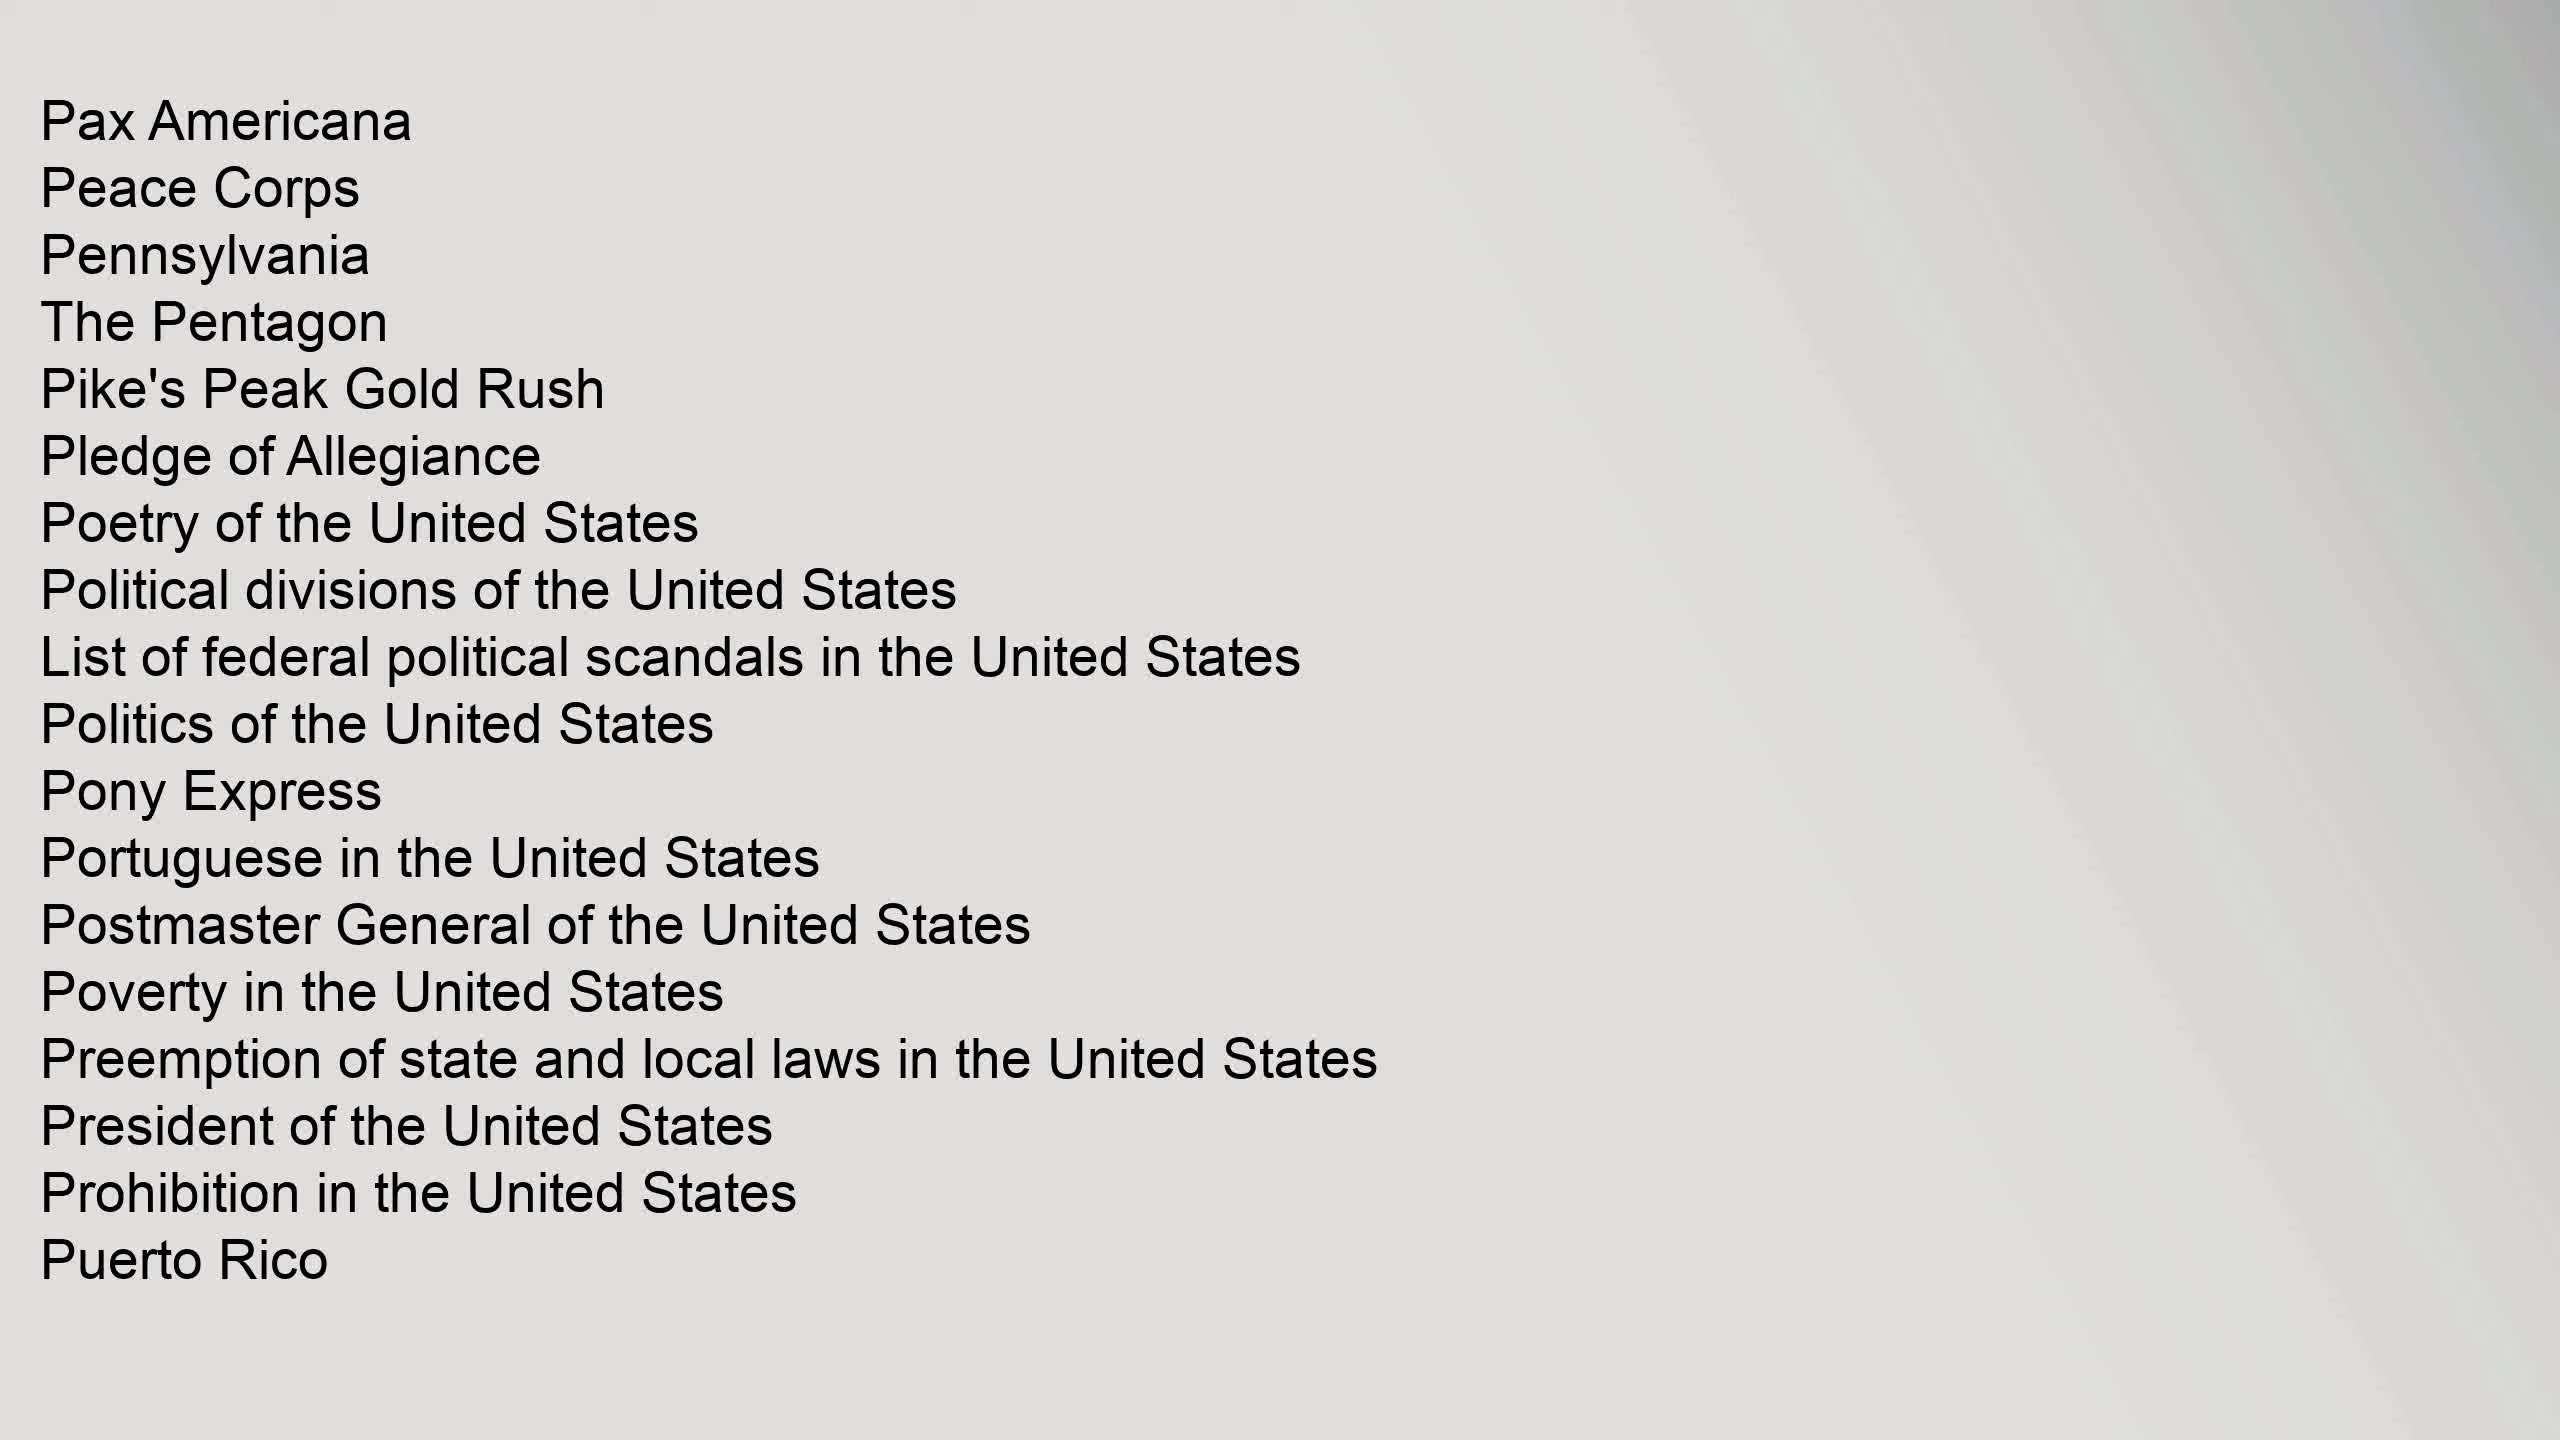 Pax Americana
Peace Corps
Pennsylvania
The Pentagon
Pike's Peak Gold Rush
Pledge of Allegiance
Poetry of the United States
Political divisions of the United States
List of federal political scandals in the United States
Politics of the United States
Pony Express
Portuguese in the United States
Postmaster General of the United States
Poverty in the United States
Preemption of state and local laws in the United States
President of the United States
Prohibition in the United States
Puerto Rico